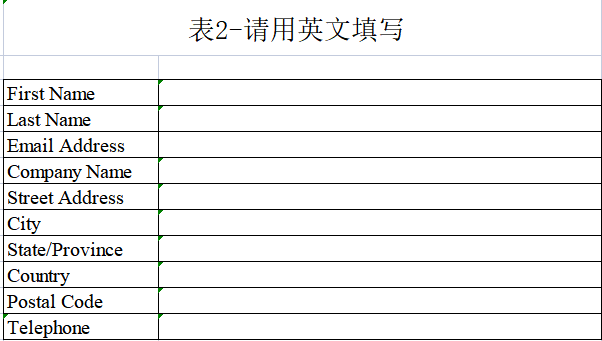 表2-请用英文填写
First Name
Last Name
Email Address
Company Name
Street Address
City
State/Province
Country
Postal Code
Telephone